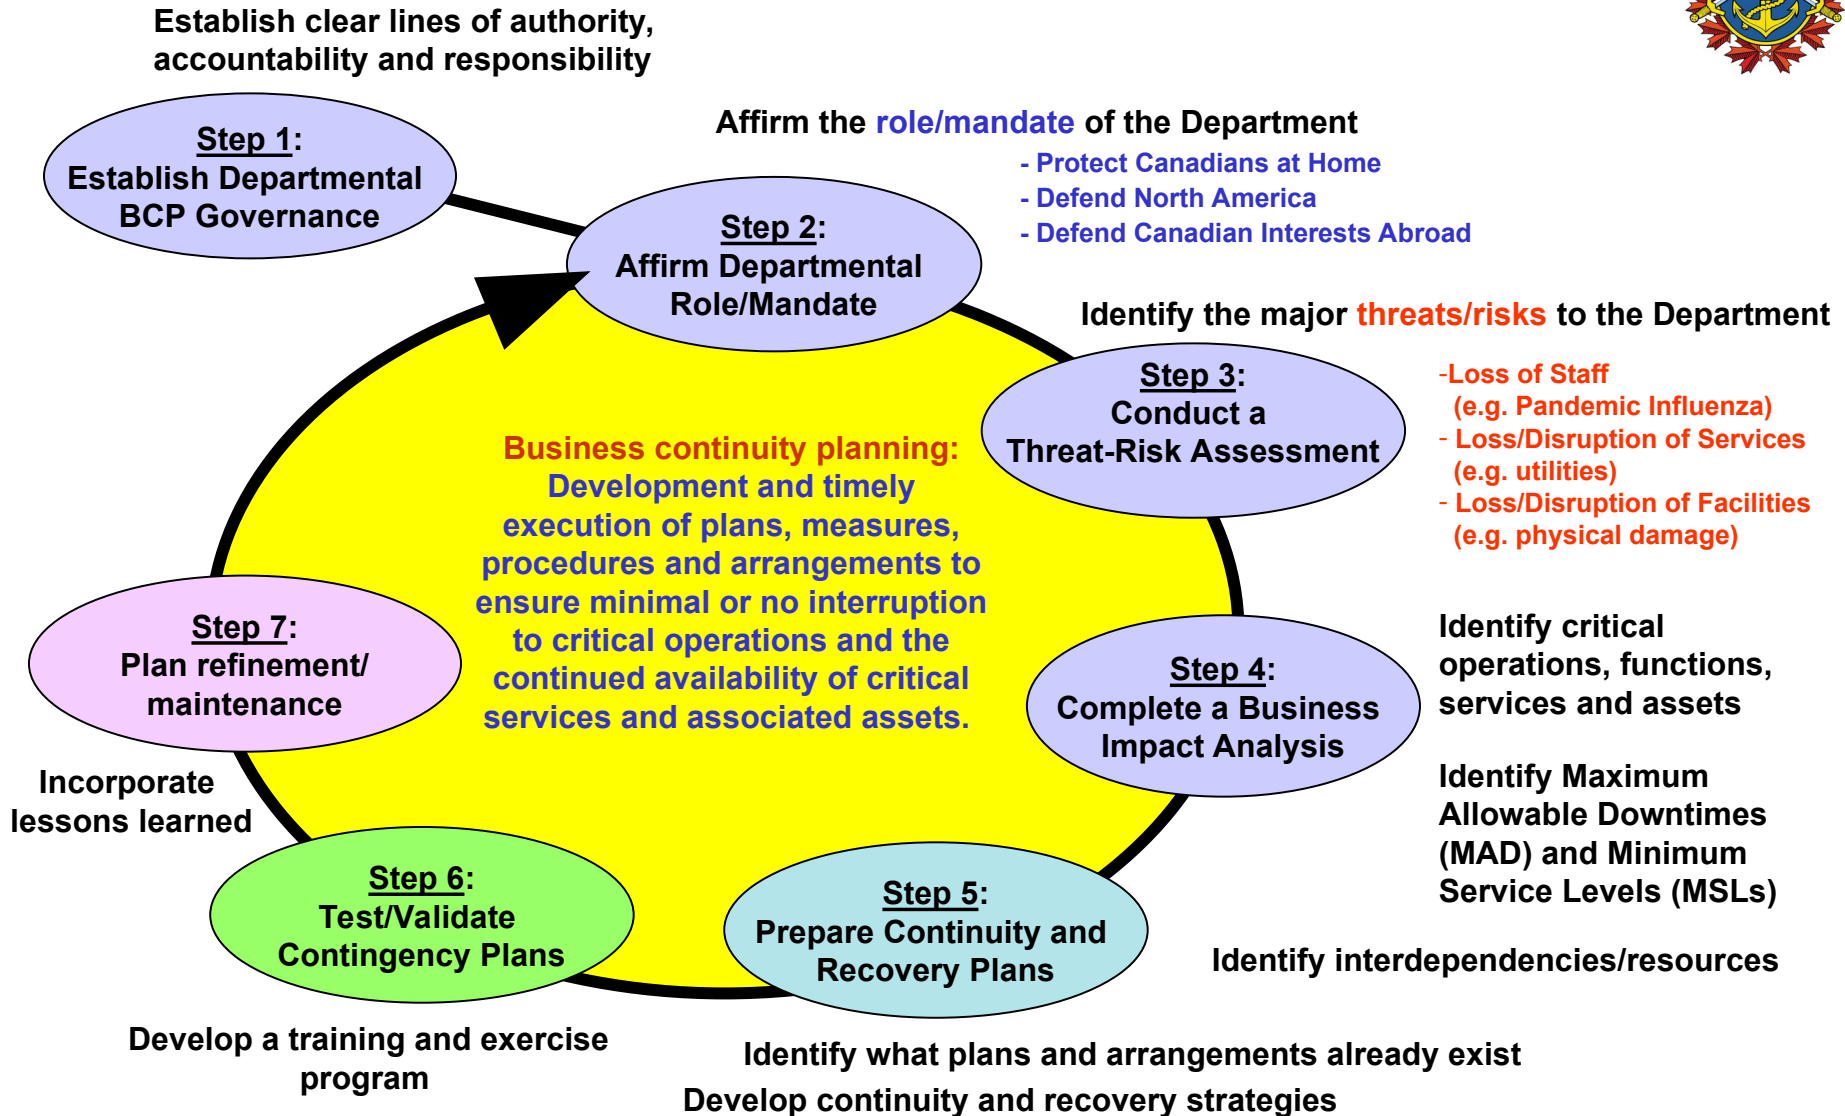 Establish clear lines of authority,
accountability and responsibility
Step 1:
Establish Departmental
BCP Governance
Affirm the role/mandate of the Department
- Protect Canadians at Home
- Defend North America
- Defend Canadian Interests Abroad
Step 2:
Affirm Departmental
Role/Mandate
Identify the major threats/risks to the Department
-Loss of Staff
(e.g. Pandemic Influenza)
- Loss/Disruption of Services
(e.g. utilities)
- Loss/Disruption of Facilities
(e.g. physical damage)
Step 3:
Conduct a
Threat-Risk Assessment
Business continuity planning:
Development and timely
execution of plans, measures,
procedures and arrangements to
ensure minimal or no interruption
to critical operations and the
continued availability of critical
services and associated assets.
Step 4:
Complete a Business
Impact Analysis
Identify critical
operations, functions,
services and assets
Identify Maximum
Allowable Downtimes
(MAD) and Minimum
Service Levels (MSLs)
Identify interdependencies/resources
Step 5:
Prepare Continuity and
Recovery Plans
Identify what plans and arrangements already exist
Develop continuity and recovery strategies
Step 6:
Test/Validate
Contingency Plans
Develop a training and exercise
program
Step 7:
Plan refinement/
maintenance
Incorporate
lessons learned